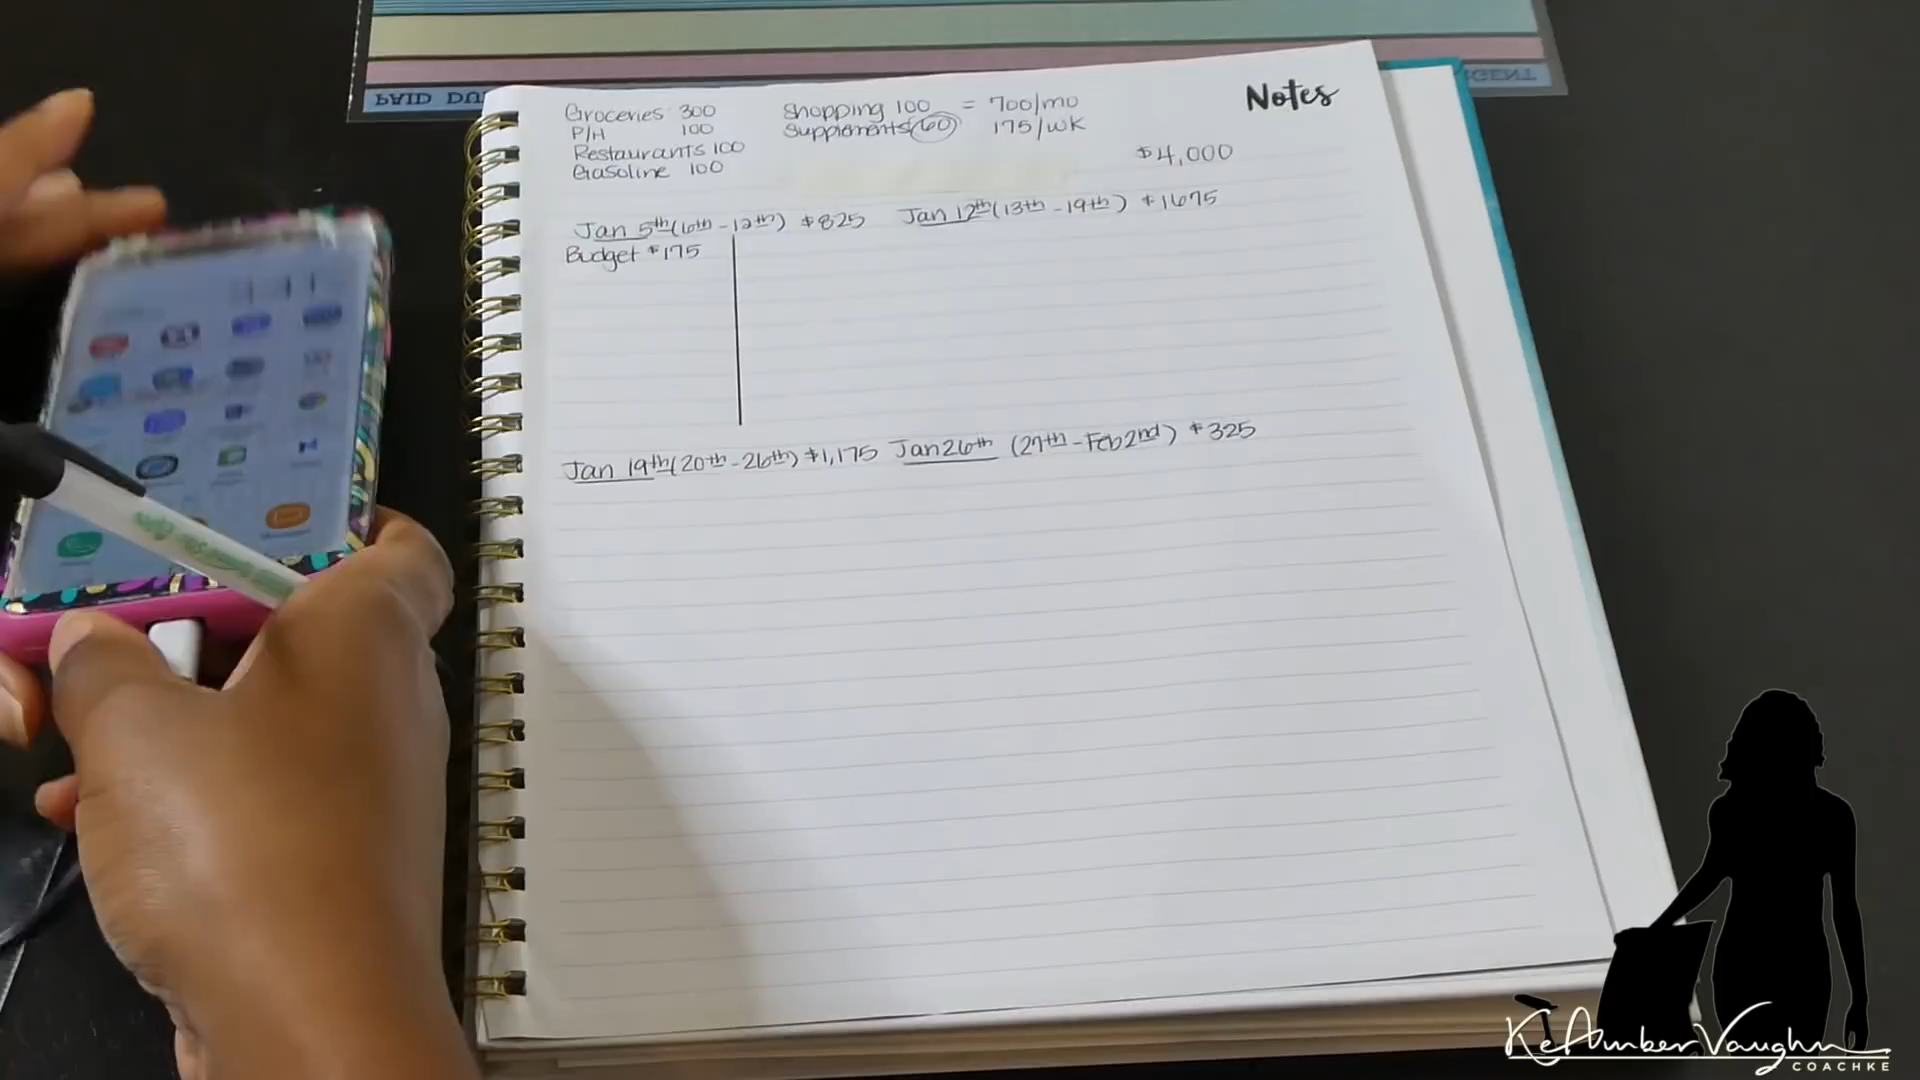 PAID DU
Notes
Groceries 300
P/H 100
Restaurants 100
Gasoline 100
Shopping 100 = 700/mo
Supplements 60 175/wk
$4,000
Jan 5th (6th - 12th) $825
Budget $175
Jan 12th (13th - 19th) $1675
Jan 19th (20th - 26th) $1,175
Jan 26th (27th - Feb 2nd) $325
KeAmber Vaughn
COACHKE